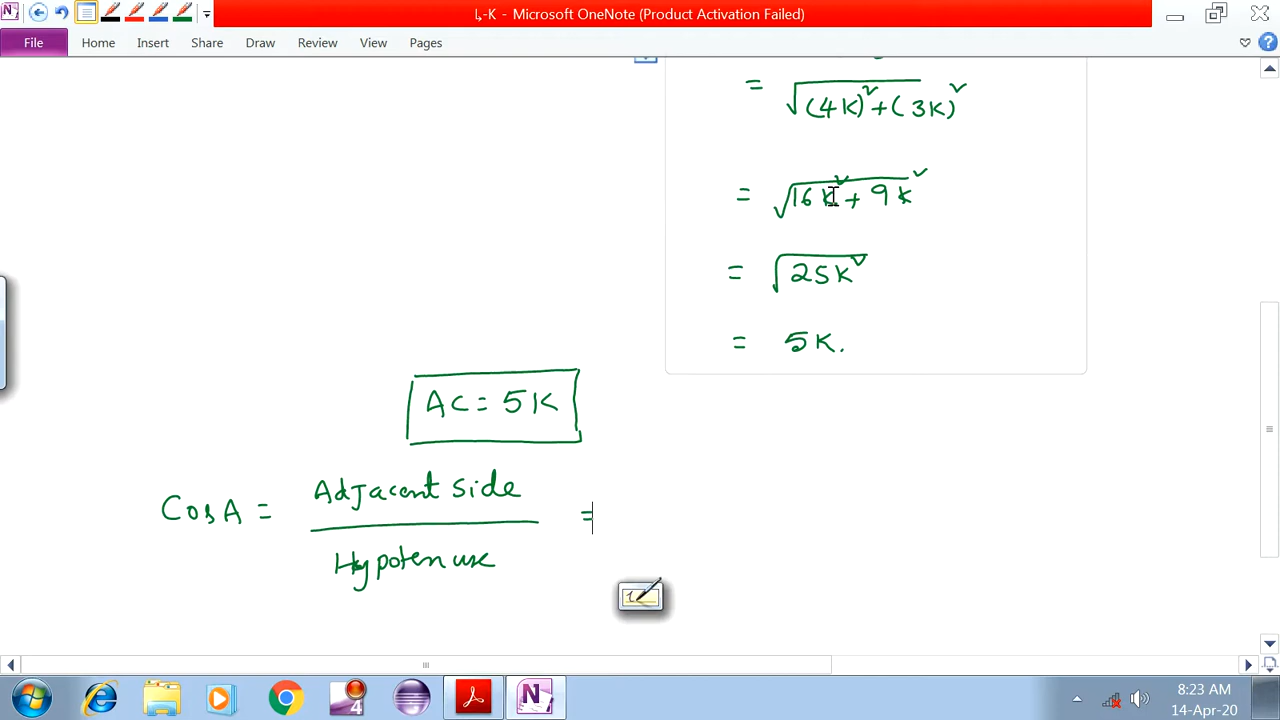 L-K - Microsoft OneNote (Product Activation Failed)
File Home Insert Share Draw Review View Pages
= √(4K)²+(3K)²
= √16K²+9K²
= √25K²
= 5K.
AC = 5K
CosA = Adjacent side =
Hypotenuse
4
8:23 AM
14-Apr-20